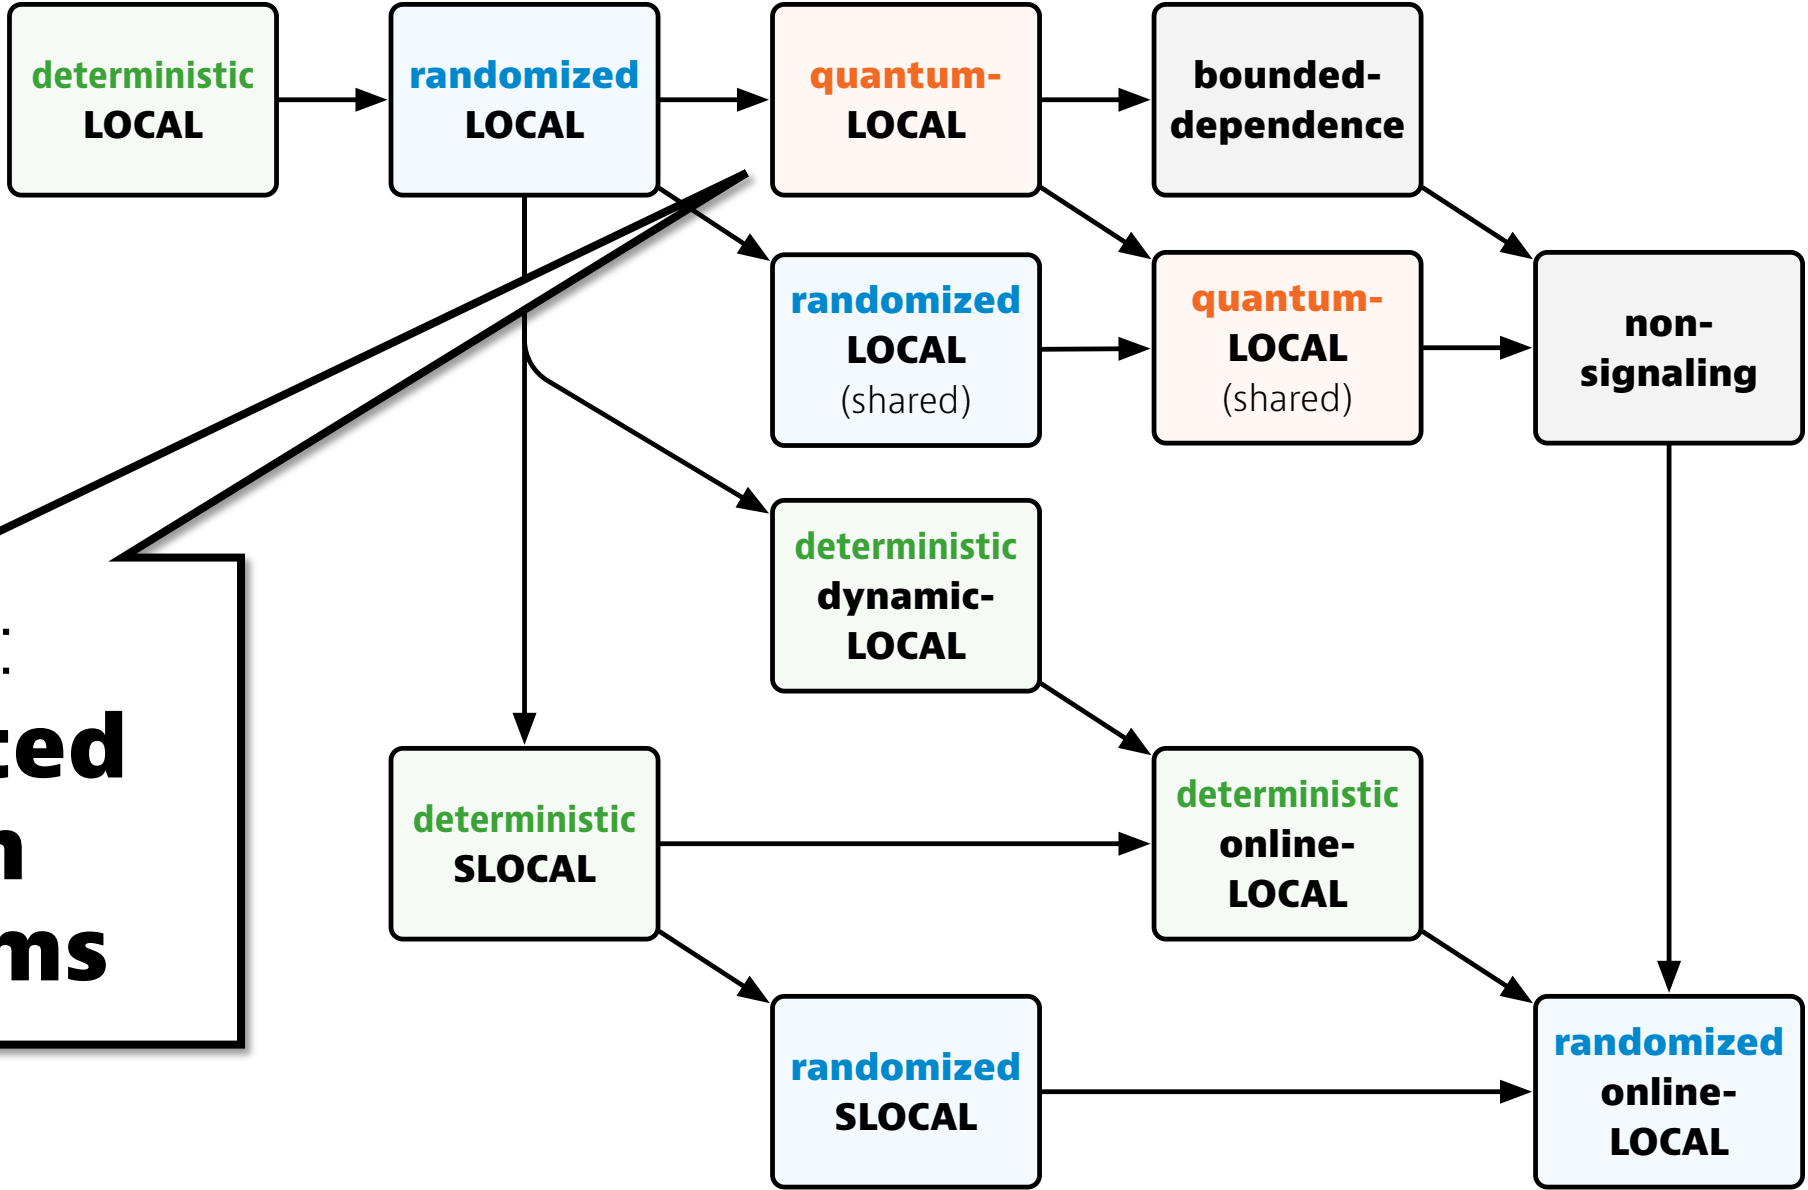 deterministic
LOCAL
randomized
LOCAL
quantum-
LOCAL
bounded-
dependence
randomized
LOCAL
(shared)
quantum-
LOCAL
(shared)
non-
signaling
deterministic
dynamic-
LOCAL
deterministic
SLOCAL
deterministic
online-
LOCAL
randomized
SLOCAL
randomized
online-
LOCAL